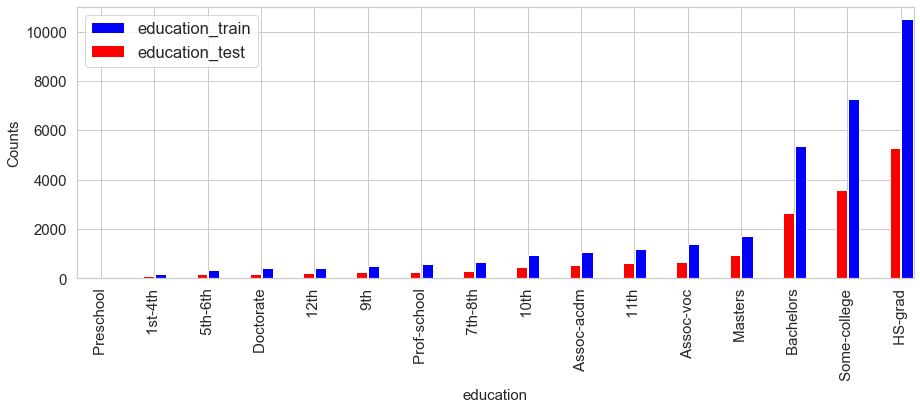 education_train
education_test
10000
8000
6000
4000
2000
0
Counts
Preschool
1st-4th
5th-6th
Doctorate
12th
9th
Prof-school
7th-8th
10th
Assoc-acdm
11th
Assoc-voc
Masters
Bachelors
Some-college
HS-grad
education